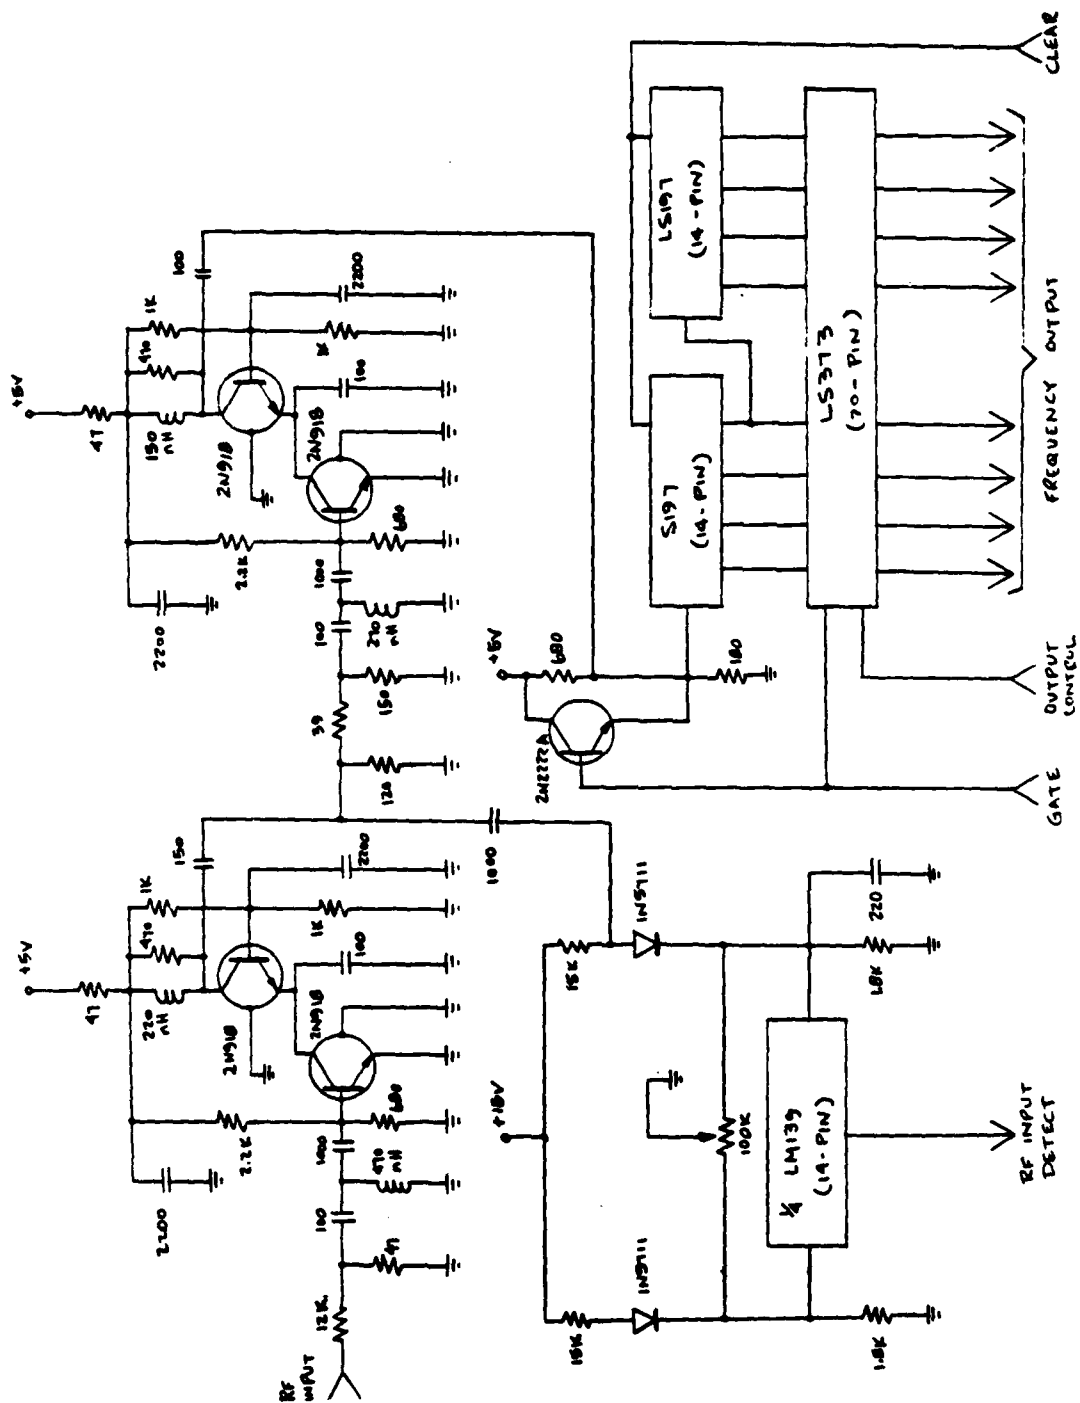 RF
INPUT
12K
47
100
470
nH
1000
2200
2.2K
680
+5V
47
220
nH
470
1K
150
2N918
2N918
1K
100
2200
120
39
150
100
270
nH
1000
2200
2.2K
680
+5V
47
150
nH
470
1K
100
2N918
2N918
1K
100
2200
+15V
15K
15K
1N5711
1N5711
100K
1000
1/4 LM139
(14-PIN)
1.8K
1.8K
220
RF INPUT
DETECT
+5V
680
2N2222A
180
GATE
OUTPUT
CONTROL
S197
(14-PIN)
LS197
(14-PIN)
LS373
(20-PIN)
FREQUENCY OUTPUT
CLEAR